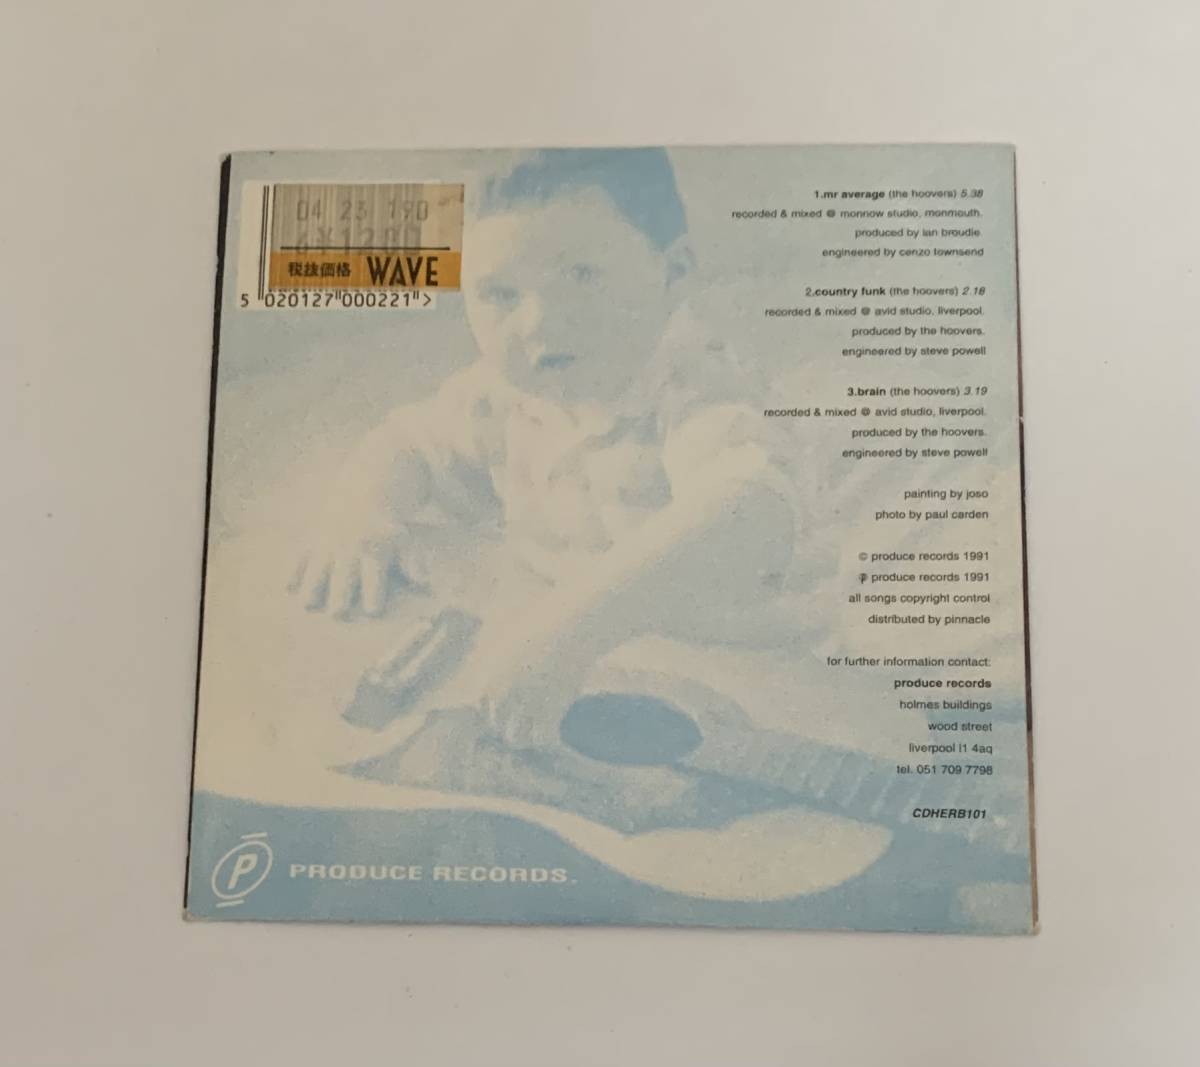 04 23 190
¥1280
税抜価格 WAVE
5 020127 000221 >
1.mr average (the hoovers) 5.38
recorded & mixed @ monnow studio, monmouth.
produced by ian broudie.
engineered by cenzo townsend
2.country funk (the hoovers) 2.18
recorded & mixed @ avid studio, liverpool.
produced by the hoovers.
engineered by steve powell
3.brain (the hoovers) 3.19
recorded & mixed @ avid studio, liverpool.
produced by the hoovers.
engineered by steve powell
painting by joso
photo by paul carden
© produce records 1991
℗ produce records 1991
all songs copyright control
distributed by pinnacle
for further information contact:
produce records
holmes buildings
wood street
liverpool l1 4aq
tel. 051 709 7798
CDHERB101
P PRODUCE RECORDS.